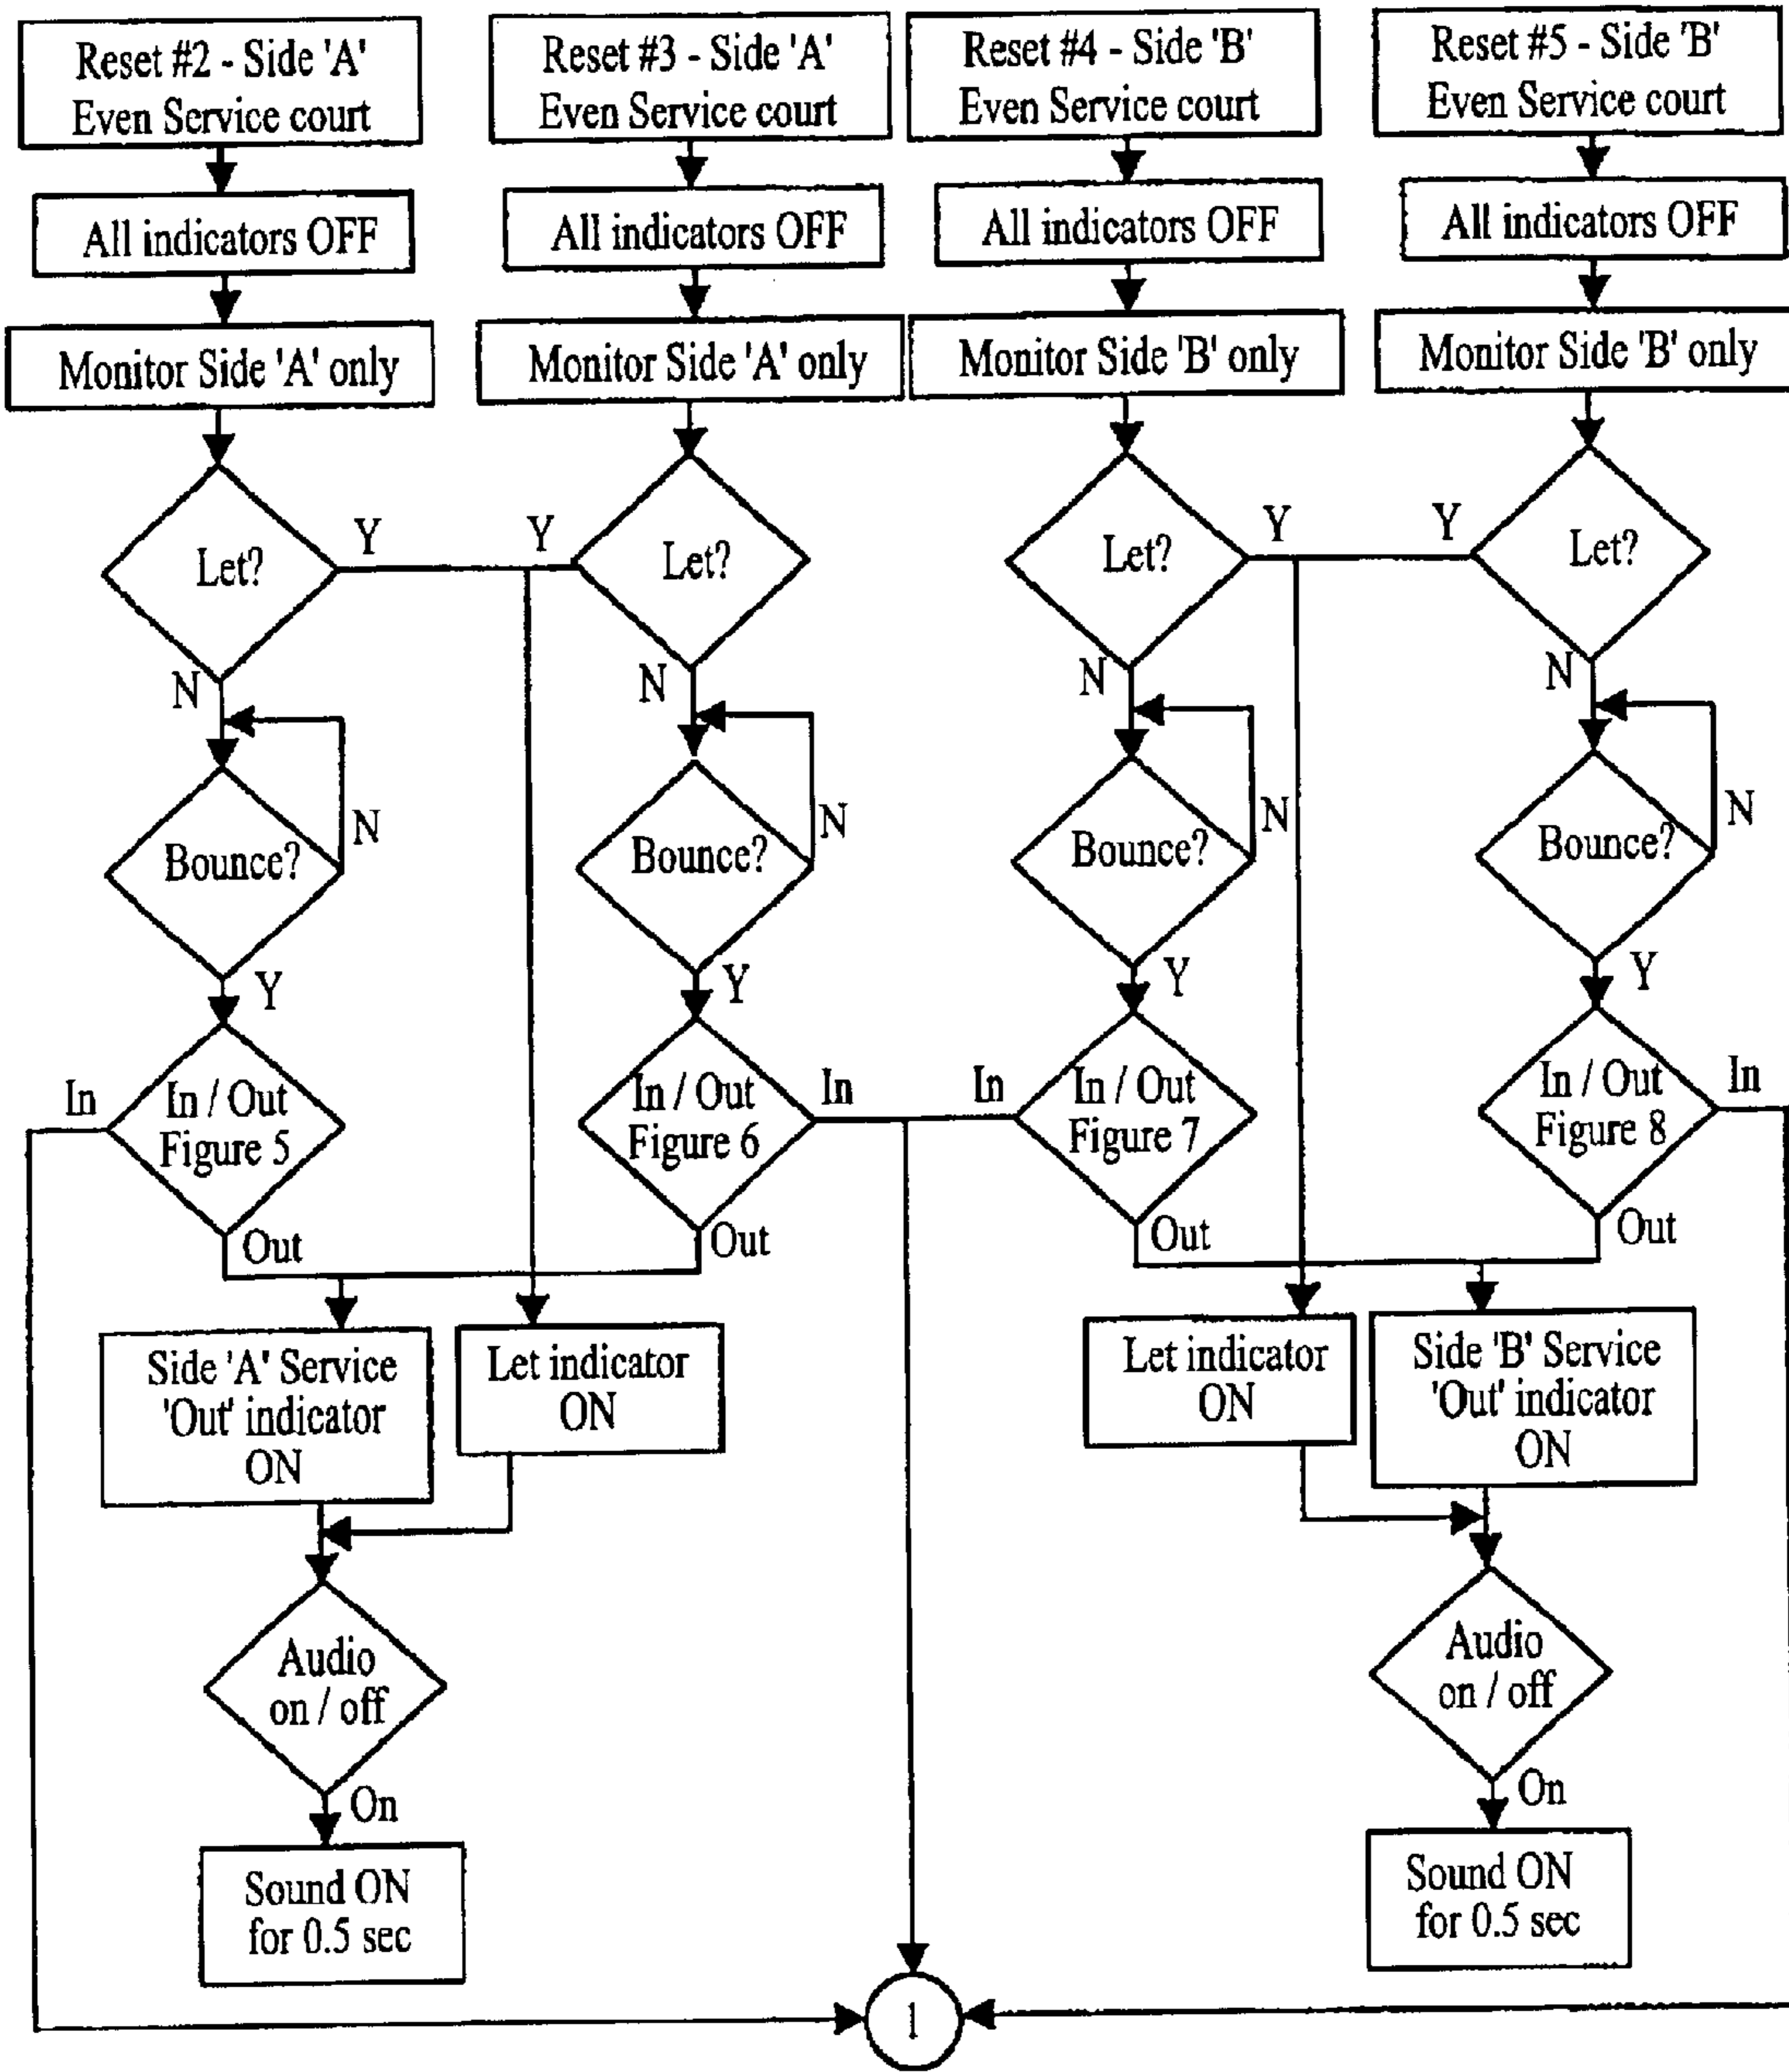 Reset #2 - Side 'A'
Even Service court
Reset #3 - Side 'A'
Even Service court
Reset #4 - Side 'B'
Even Service court
Reset #5 - Side 'B'
Even Service court
All indicators OFF
All indicators OFF
All indicators OFF
All indicators OFF
Monitor Side 'A' only
Monitor Side 'A' only
Monitor Side 'B' only
Monitor Side 'B' only
Let?
Y
Y
Let?
Let?
Y
Y
Let?
N
N
N
N
Bounce?
N
Bounce?
N
Bounce?
N
Bounce?
N
Y
Y
Y
Y
In
In / Out
Figure 5
In / Out
Figure 6
In
In
In / Out
Figure 7
In / Out
Figure 8
In
Out
Out
Out
Out
Side 'A' Service
'Out' indicator
ON
Let indicator
ON
Let indicator
ON
Side 'B' Service
'Out' indicator
ON
Audio
on / off
Audio
on / off
On
On
Sound ON
for 0.5 sec
Sound ON
for 0.5 sec
1